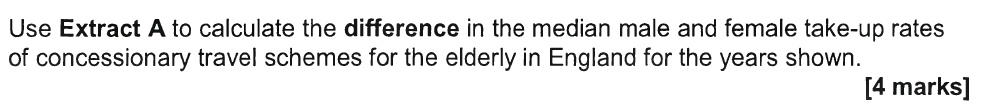 Use Extract A to calculate the difference in the median male and female take-up rates
of concessionary travel schemes for the elderly in England for the years shown.
[4 marks]